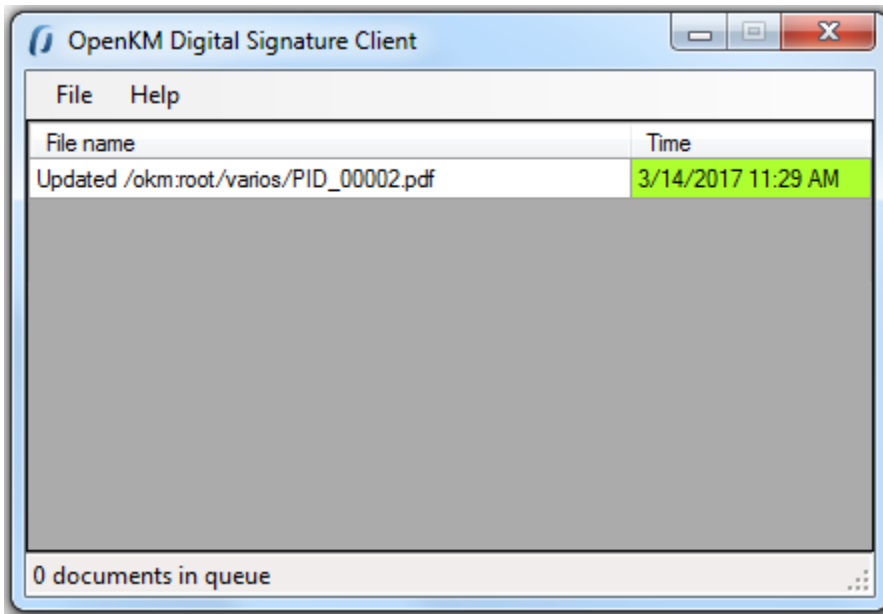 OpenKM Digital Signature Client
File Help
File name Time
Updated /okm:root/varios/PID_00002.pdf 3/14/2017 11:29 AM
0 documents in queue